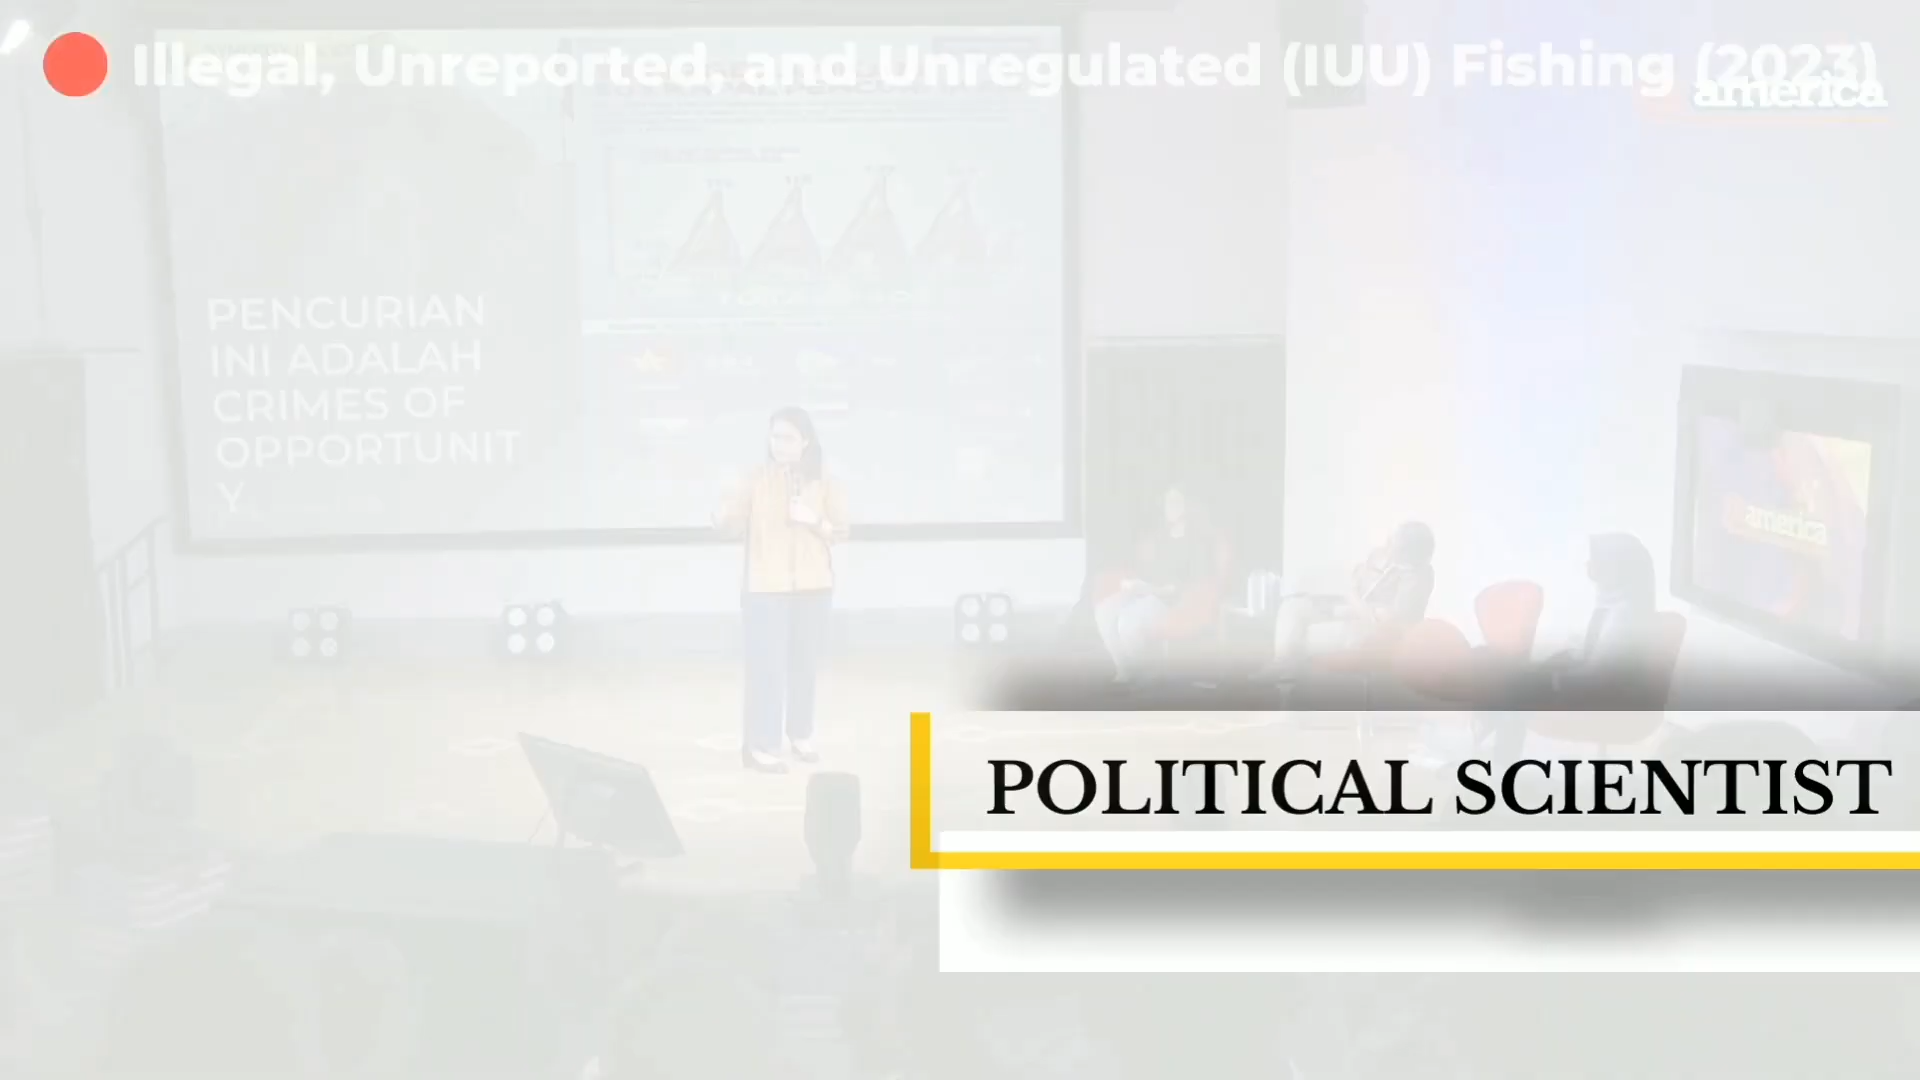 Illegal, Unreported, and Unregulated (IUU) Fishing (2023)
america
PENCURIAN
INI ADALAH
CRIMES OF
OPPORTUNIT
Y
america
POLITICAL SCIENTIST